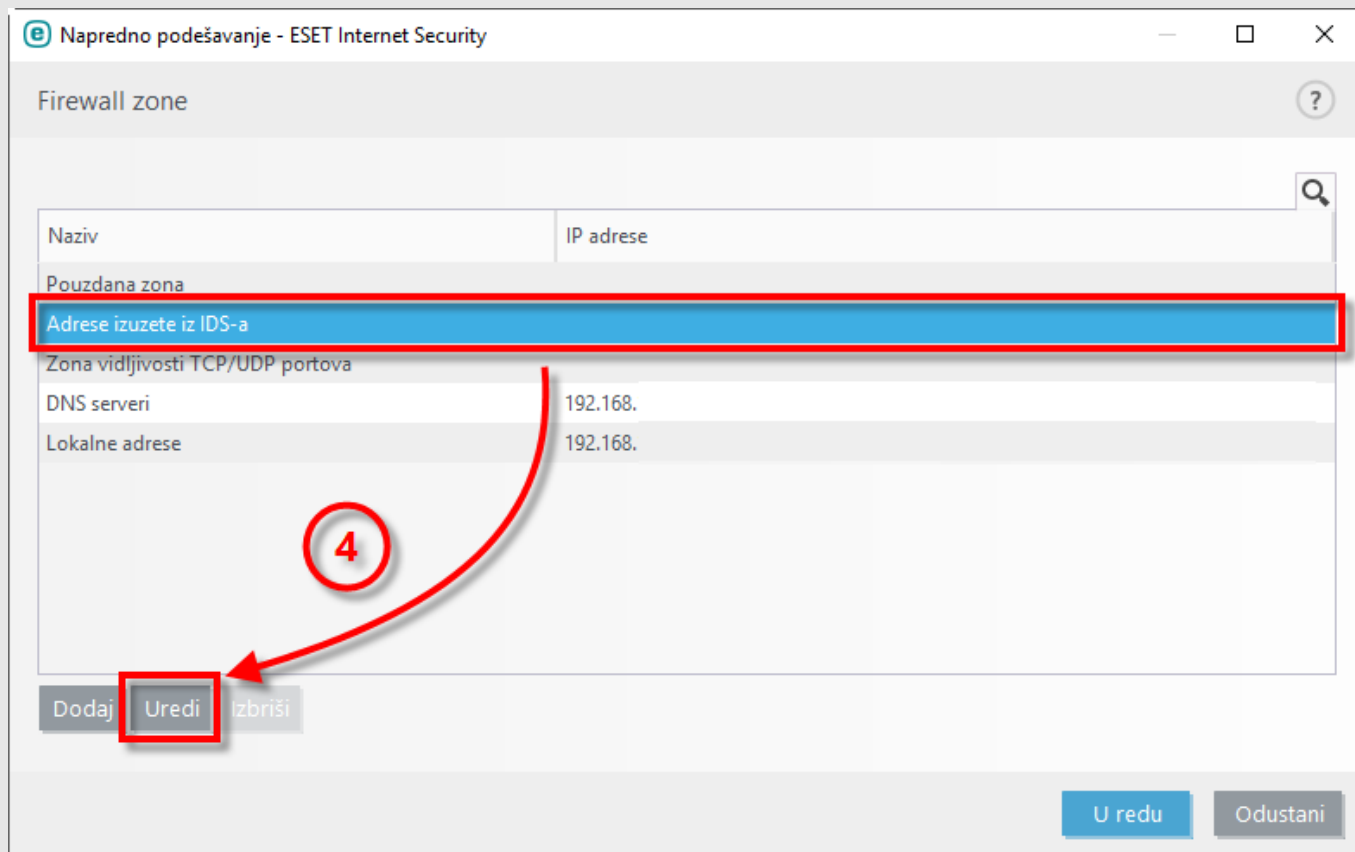 Napredno podešavanje - ESET Internet Security
Firewall zone
?
Naziv IP adrese
Pouzdana zona
Adrese izuzete iz IDS-a
Zona vidljivosti TCP/UDP portova
DNS serveri 192.168.
Lokalne adrese 192.168.
4
Dodaj Uredi Izbriši
U redu Odustani